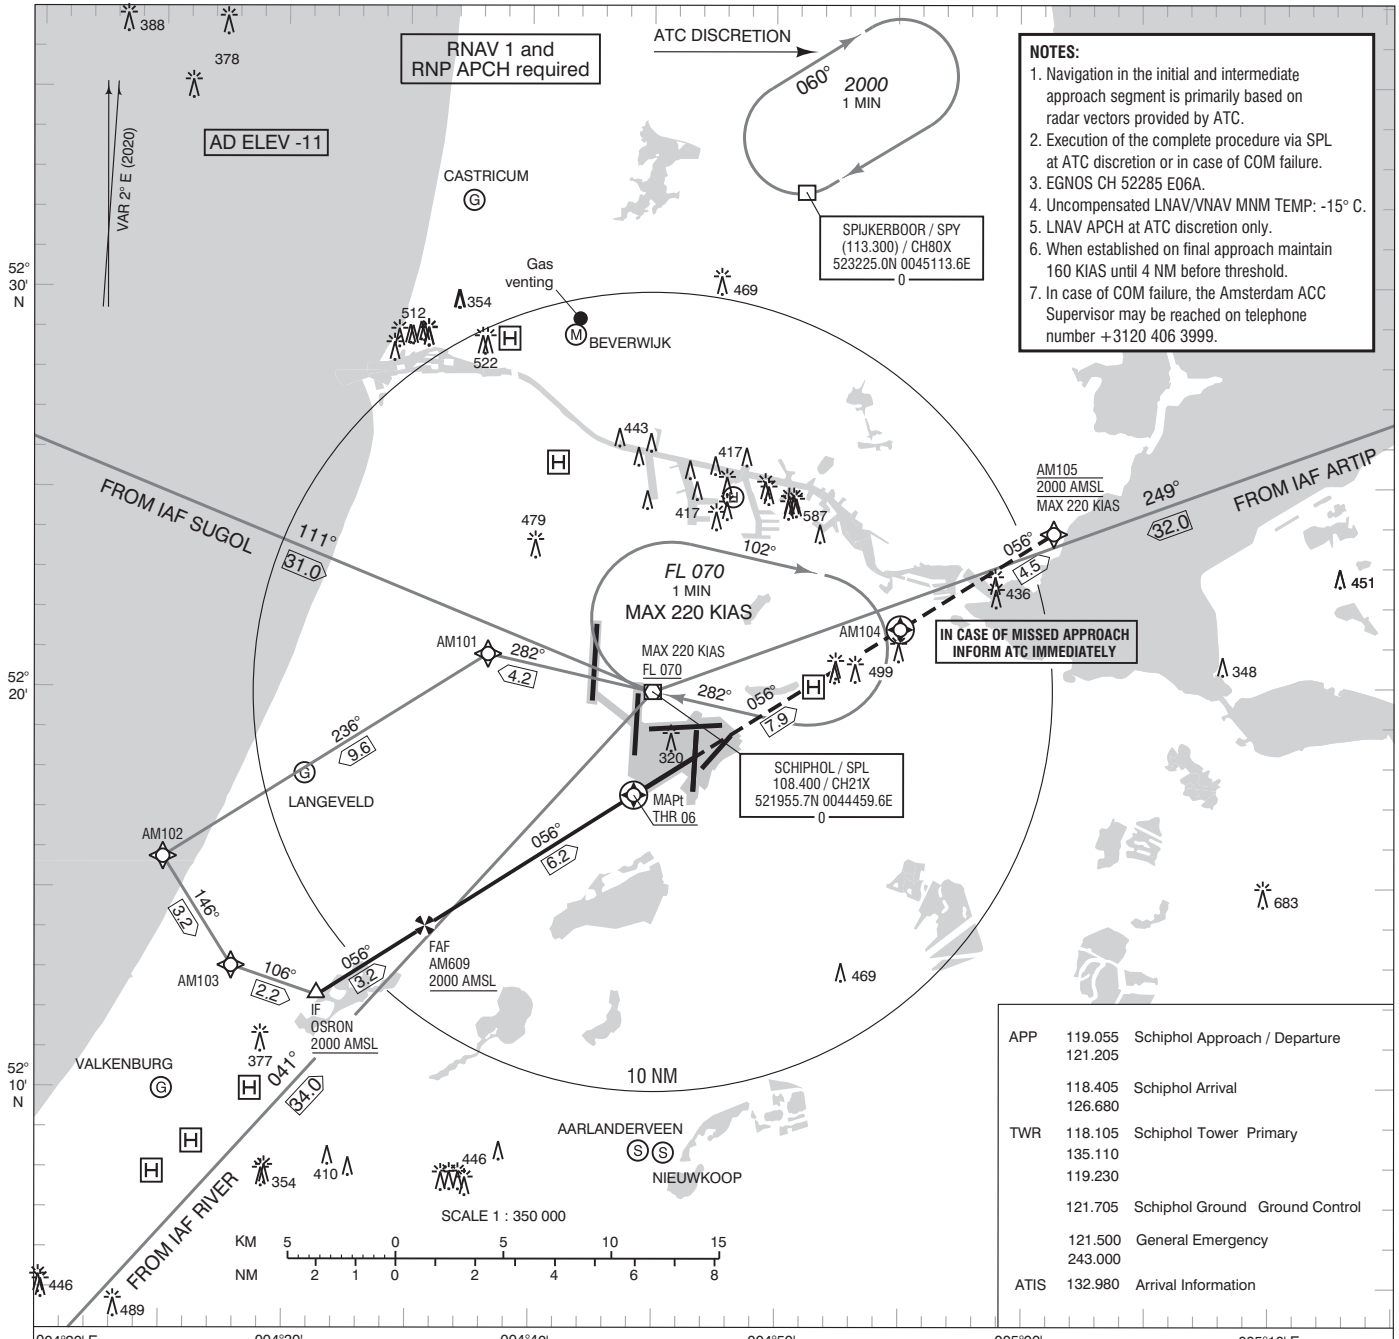 388
378
RNAV 1 and
RNP APCH required
ATC DISCRETION
060°
2000
1 MIN
AD ELEV -11
VAR 2° E (2020)
NOTES:
1. Navigation in the initial and intermediate
approach segment is primarily based on
radar vectors provided by ATC.
2. Execution of the complete procedure via SPL
at ATC discretion or in case of COM failure.
3. EGNOS CH 52285 E06A.
4. Uncompensated LNAV/VNAV MNM TEMP: -15° C.
5. LNAV APCH at ATC discretion only.
6. When established on final approach maintain
160 KIAS until 4 NM before threshold.
7. In case of COM failure, the Amsterdam ACC
Supervisor may be reached on telephone
number +3120 406 3999.
CASTRICUM
G
SPIJKERBOOR / SPY
(113.300) / CH80X
523225.0N 0045113.6E
0
52°
30'
N
Gas
venting
469
354
512
522
H
M
BEVERWIJK
443
417
H
H
417
587
479
FROM IAF SUGOL
111°
31.0
102°
FL 070
1 MIN
MAX 220 KIAS
AM105
2000 AMSL
MAX 220 KIAS
249°
32.0
FROM IAF ARTIP
056°
4.5
436
451
AM104
IN CASE OF MISSED APPROACH
INFORM ATC IMMEDIATELY
AM101
282°
4.2
MAX 220 KIAS
FL 070
282°
056°
7.9
H
499
348
52°
20'
236°
9.6
G
LANGEVELD
320
SCHIPHOL / SPL
108.400 / CH21X
521955.7N 0044459.6E
0
MAPt
THR 06
AM102
056°
6.2
146°
3.2
683
FAF
AM609
2000 AMSL
056°
3.2
AM103
106°
2.2
469
IF
OSRON
2000 AMSL
377
VALKENBURG
G
H
041°
34.0
52°
10'
N
10 NM
H
H
354
410
446
AARLANDERVEEN
S
S
NIEUWKOOP
FROM IAF RIVER
446
489
SCALE 1 : 350 000
KM 5 0 5 10 15
NM 2 1 0 2 4 6 8
APP 119.055 Schiphol Approach / Departure
121.205
118.405 Schiphol Arrival
126.680
TWR 118.105 Schiphol Tower Primary
135.110
119.230
121.705 Schiphol Ground Ground Control
121.500 General Emergency
243.000
ATIS 132.980 Arrival Information